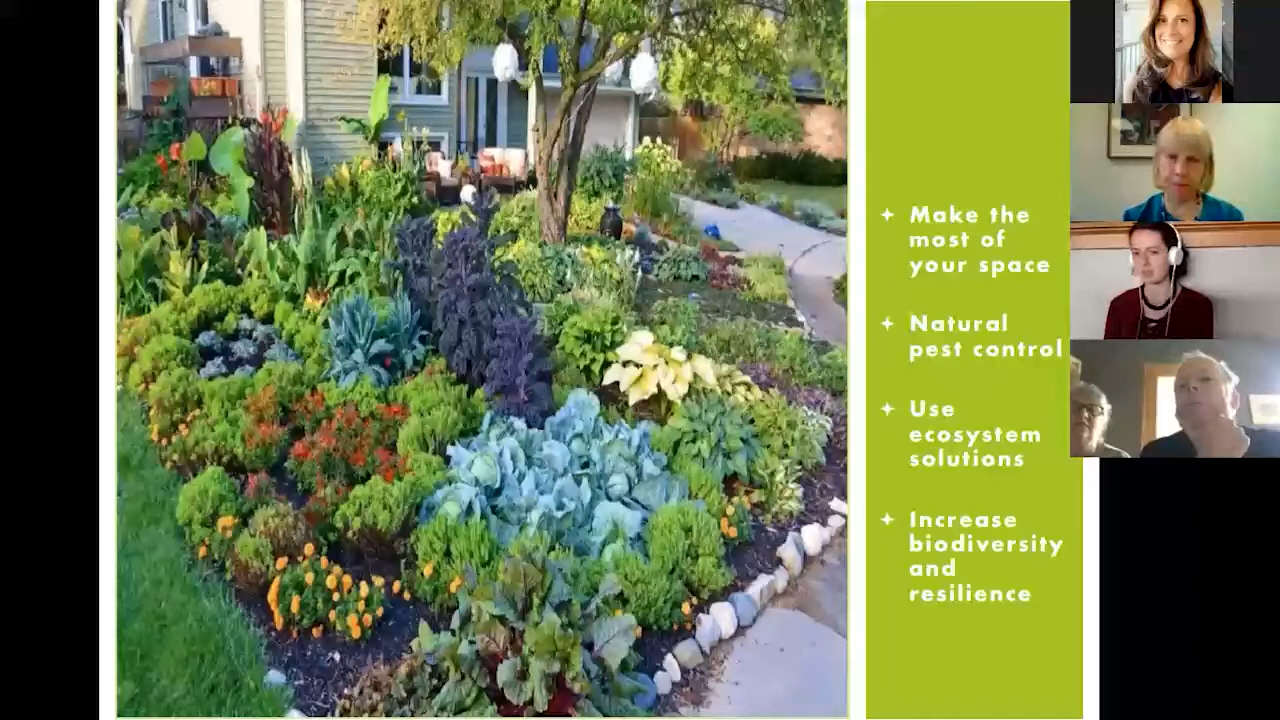 Make the
most of
your space
Natural
pest control
Use
ecosystem
solutions
Increase
biodiversity
and
resilience